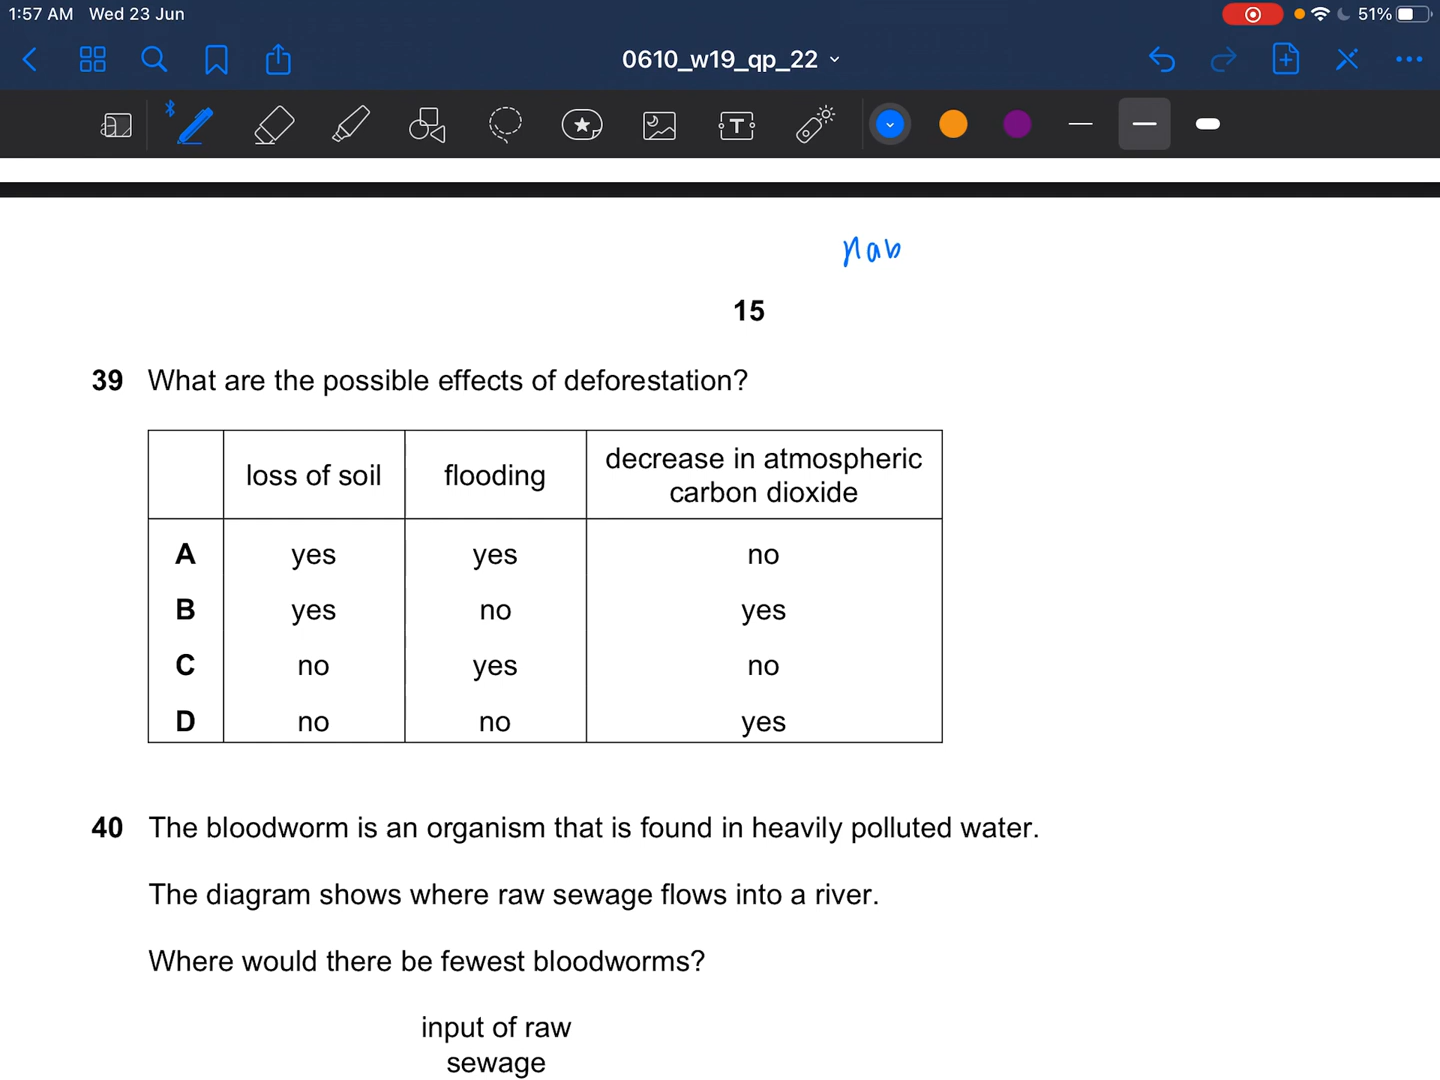 1:57 AM Wed 23 Jun
51%
0610_w19_qp_22
T
15
39 What are the possible effects of deforestation?
loss of soil flooding decrease in atmospheric
carbon dioxide
A yes yes no
B yes no yes
C no yes no
D no no yes
40 The bloodworm is an organism that is found in heavily polluted water.
The diagram shows where raw sewage flows into a river.
Where would there be fewest bloodworms?
input of raw
sewage